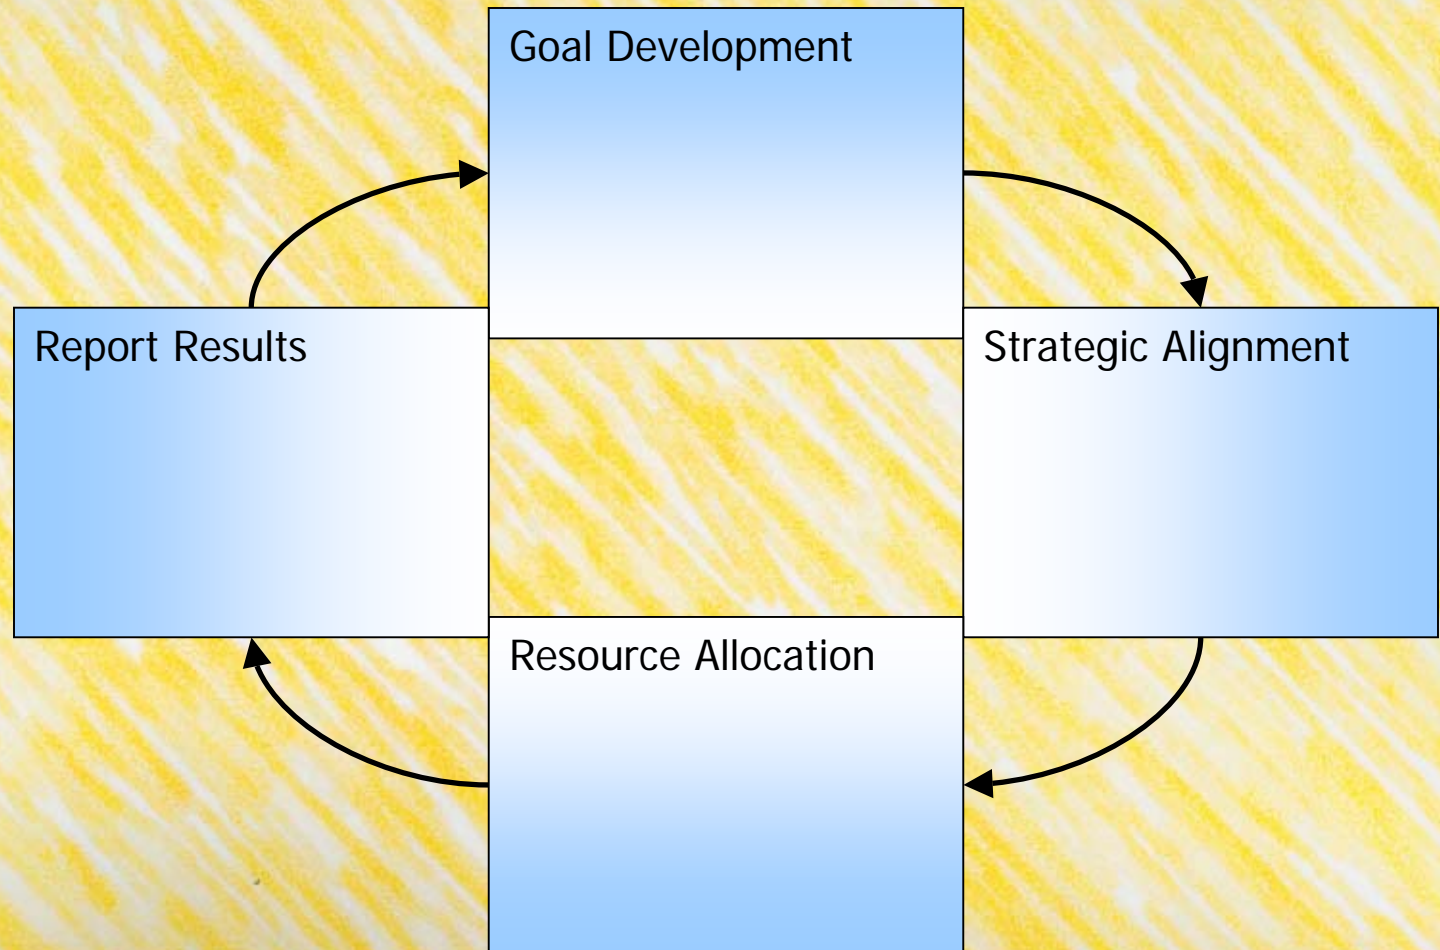 Goal Development
Report Results
Strategic Alignment
Resource Allocation